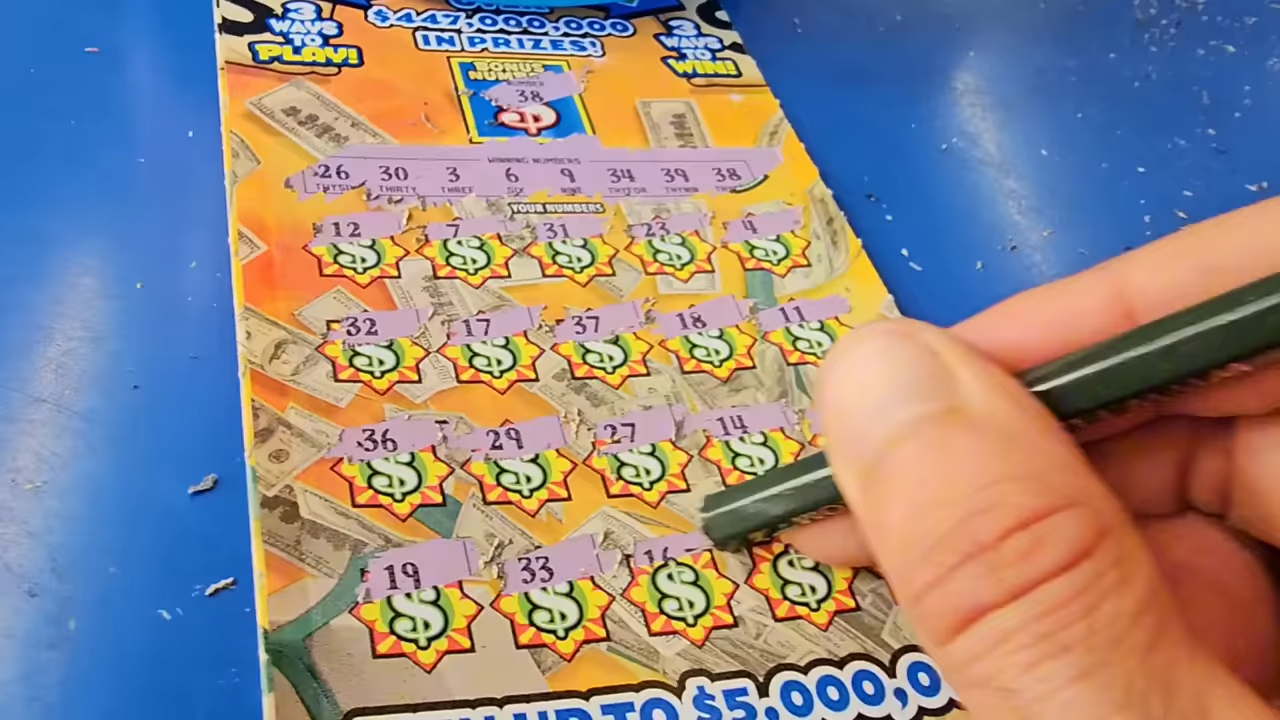 3 WAYS TO PLAY!
$447,000,000
IN PRIZES!
3 WAYS TO WIN!
BONUS
NUMBER
38
WINNING NUMBERS
26 30 3 6 9 34 39 38
THIRTY THREE SIX NINE
YOUR NUMBERS
12 7 31 23 4
$ $ $ $ $
32 17 37 18 11
$ $ $ $ $
36 29 27 14
$ $ $ $
19 33 16
$ $ $ $
UP TO $5,000,0